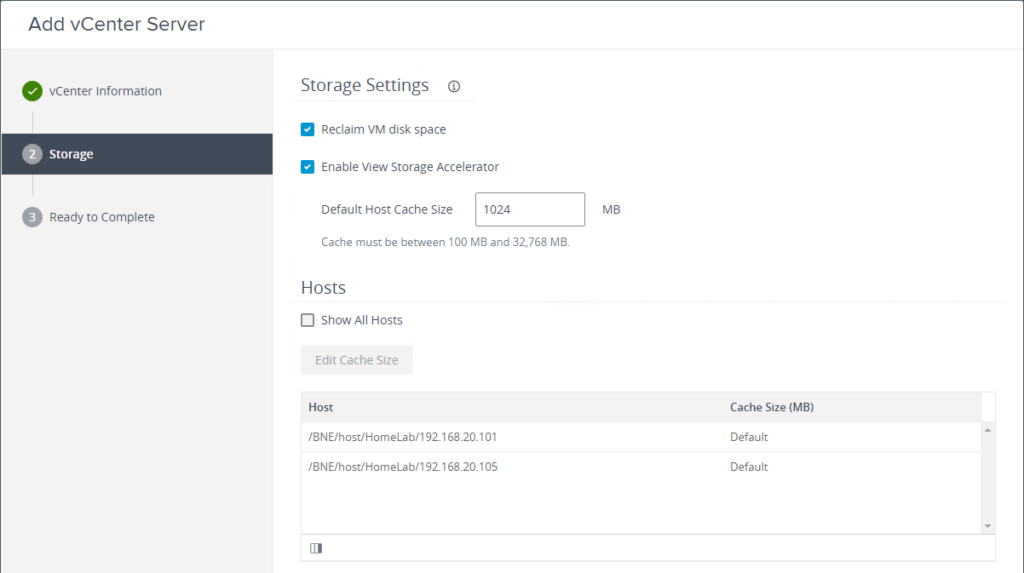 Add vCenter Server
vCenter Information
2 Storage
3 Ready to Complete
Storage Settings
Reclaim VM disk space
Enable View Storage Accelerator
Default Host Cache Size 1024 MB
Cache must be between 100 MB and 32,768 MB.
Hosts
Show All Hosts
Edit Cache Size
Host Cache Size (MB)
/BNE/host/HomeLab/192.168.20.101 Default
/BNE/host/HomeLab/192.168.20.105 Default